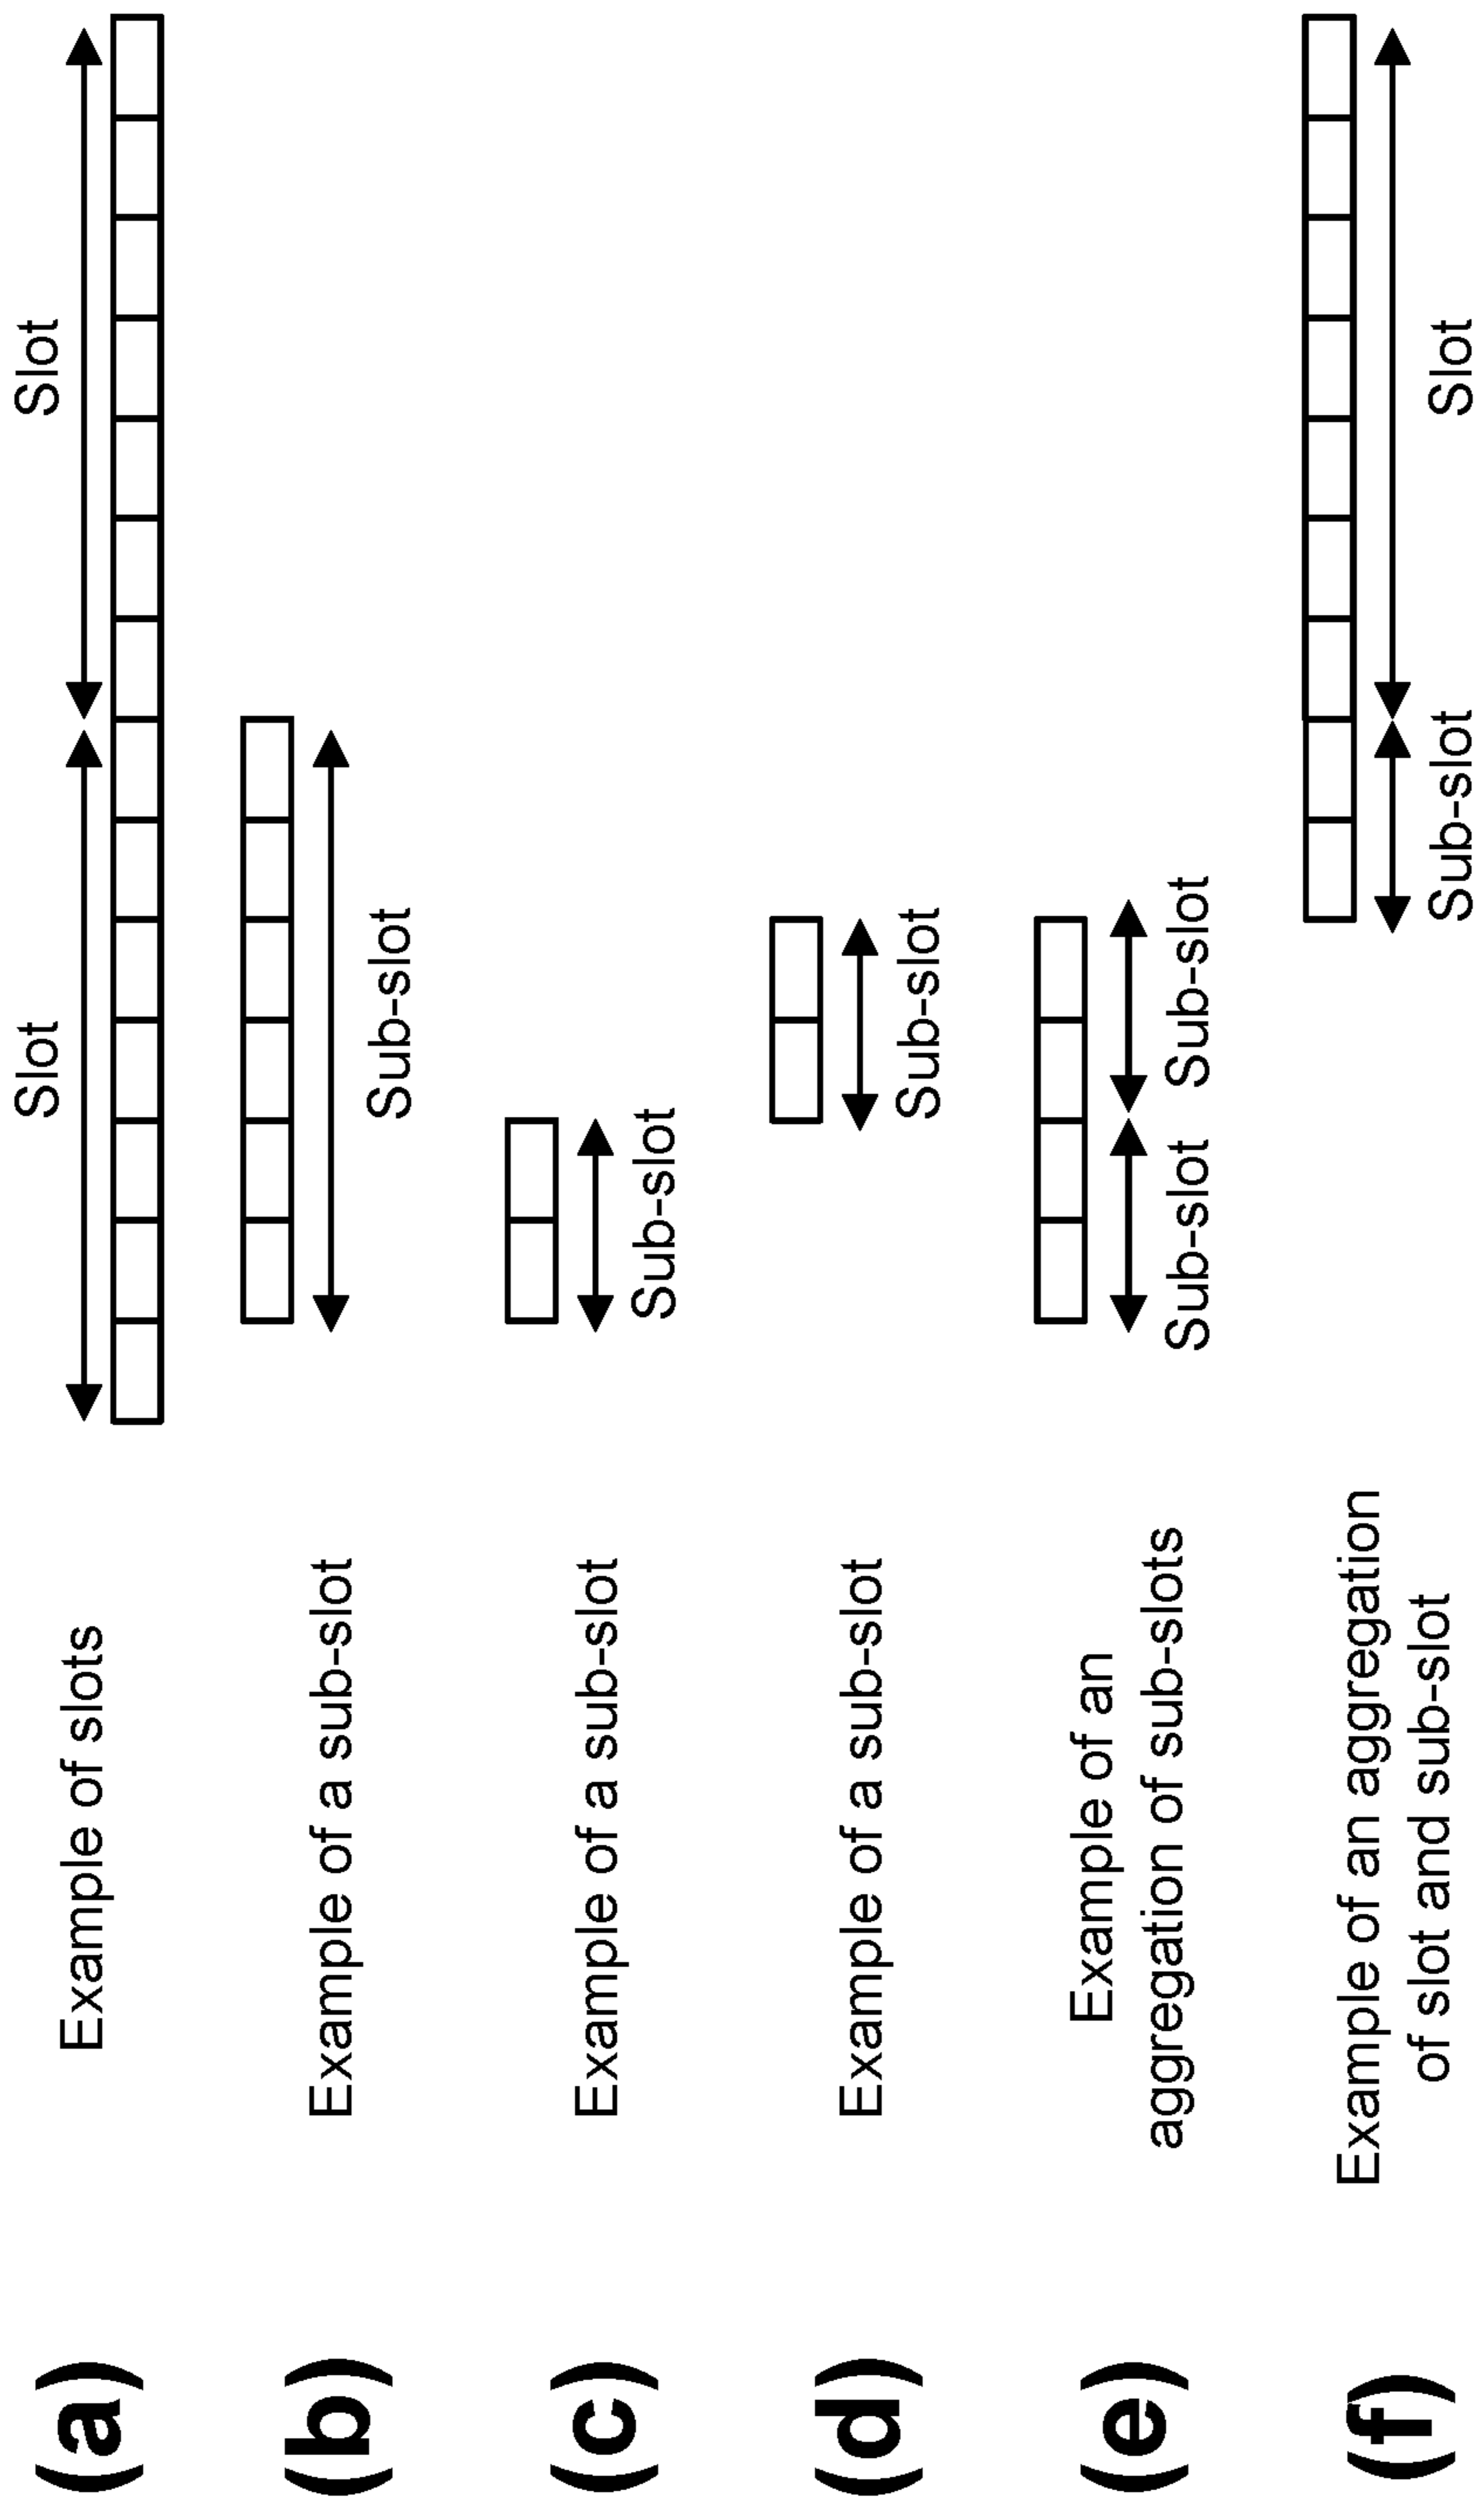 (a)
Example of slots
Slot
Slot
(b)
Example of a sub-slot
Sub-slot
(c)
Example of a sub-slot
Sub-slot
(d)
Example of a sub-slot
Sub-slot
(e)
Example of an
aggregation of sub-slots
Sub-slot
Sub-slot
(f)
Example of an aggregation
of slot and sub-slot
Sub-slot
Slot